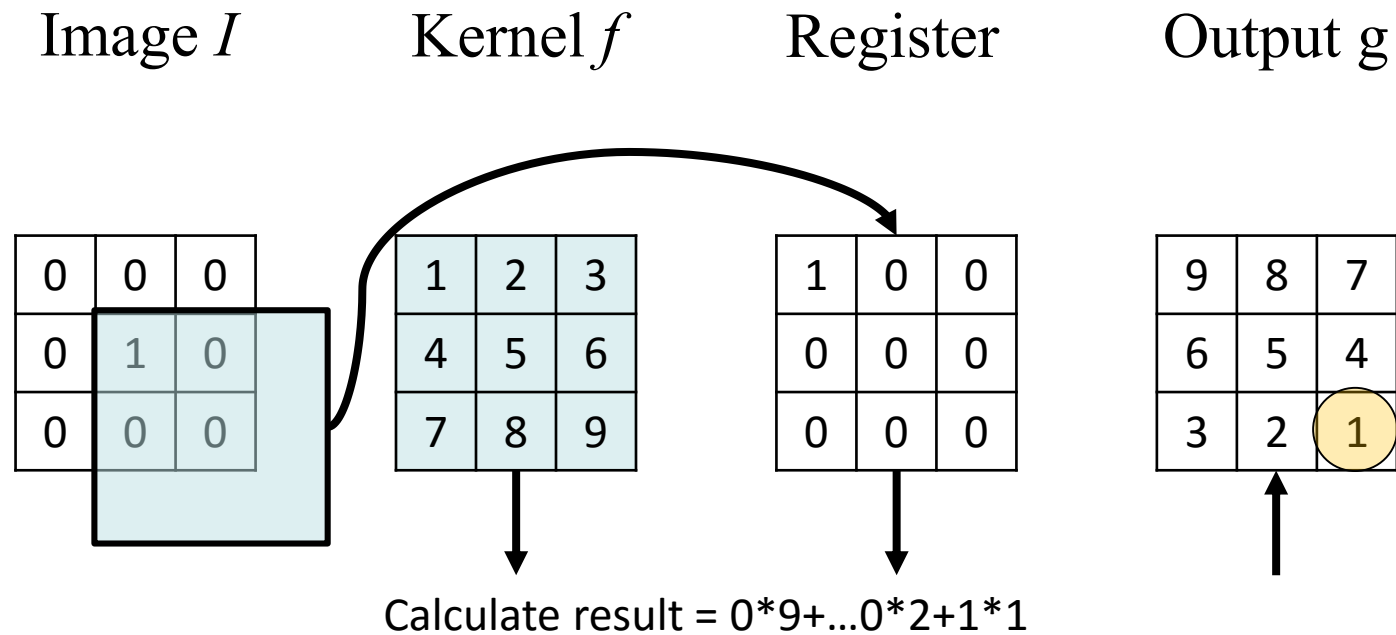 Image I Kernel f Register Output g
0 0 0 1 2 3 1 0 0 9 8 7
0 1 0 4 5 6 0 0 0 6 5 4
0 0 0 7 8 9 0 0 0 3 2 1
Calculate result = 0*9+...0*2+1*1